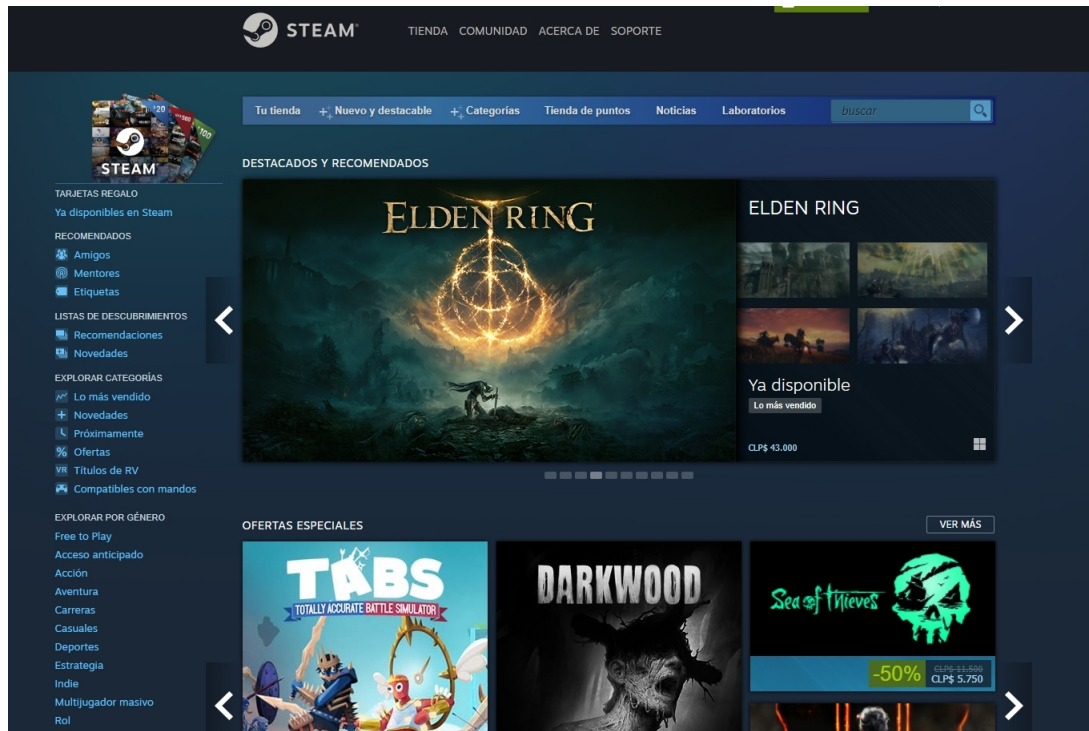 STEAM
TIENDA COMUNIDAD ACERCA DE SOPORTE
STEAM
Tu tienda Nuevo y destacable Categorías Tienda de puntos Noticias Laboratorios buscar
TARJETAS REGALO
Ya disponibles en Steam
RECOMENDADOS
Amigos
Mentores
Etiquetas
LISTAS DE DESCUBRIMIENTOS
Recomendaciones
Novedades
EXPLORAR CATEGORÍAS
Lo más vendido
Novedades
Próximamente
Ofertas
VR Títulos de RV
Compatibles con mandos
EXPLORAR POR GÉNERO
Free to Play
Acceso anticipado
Acción
Aventura
Carreras
Casuales
Deportes
Estrategia
Indie
Multijugador masivo
Rol
DESTACADOS Y RECOMENDADOS
ELDEN RING
ELDEN RING
Ya disponible
Lo más vendido
CLP$ 43.000
OFERTAS ESPECIALES
VER MÁS
TABS
TOTALLY ACCURATE BATTLE SIMULATOR
DARKWOOD
Sea of Thieves
-50% CLP$ 11.500
CLP$ 5.750